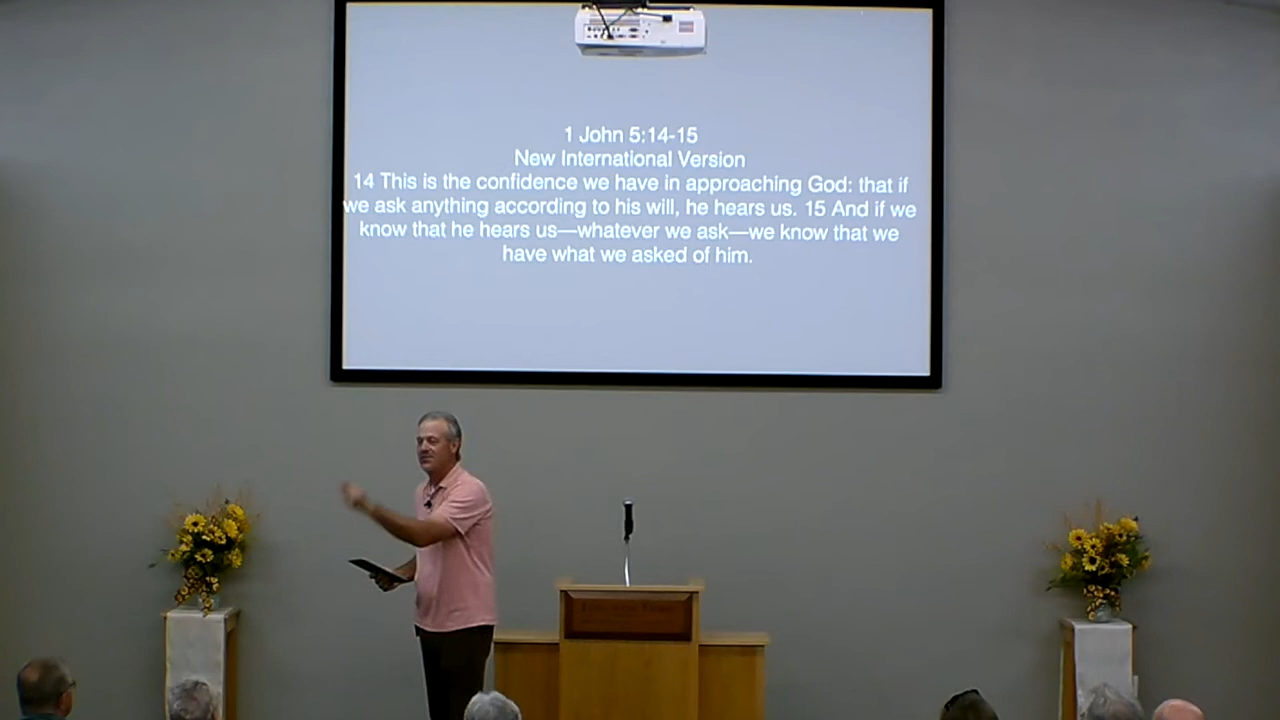 1 John 5:14-15
New International Version
14 This is the confidence we have in approaching God: that if
we ask anything according to his will, he hears us. 15 And if we
know that he hears us—whatever we ask—we know that we
have what we asked of him.